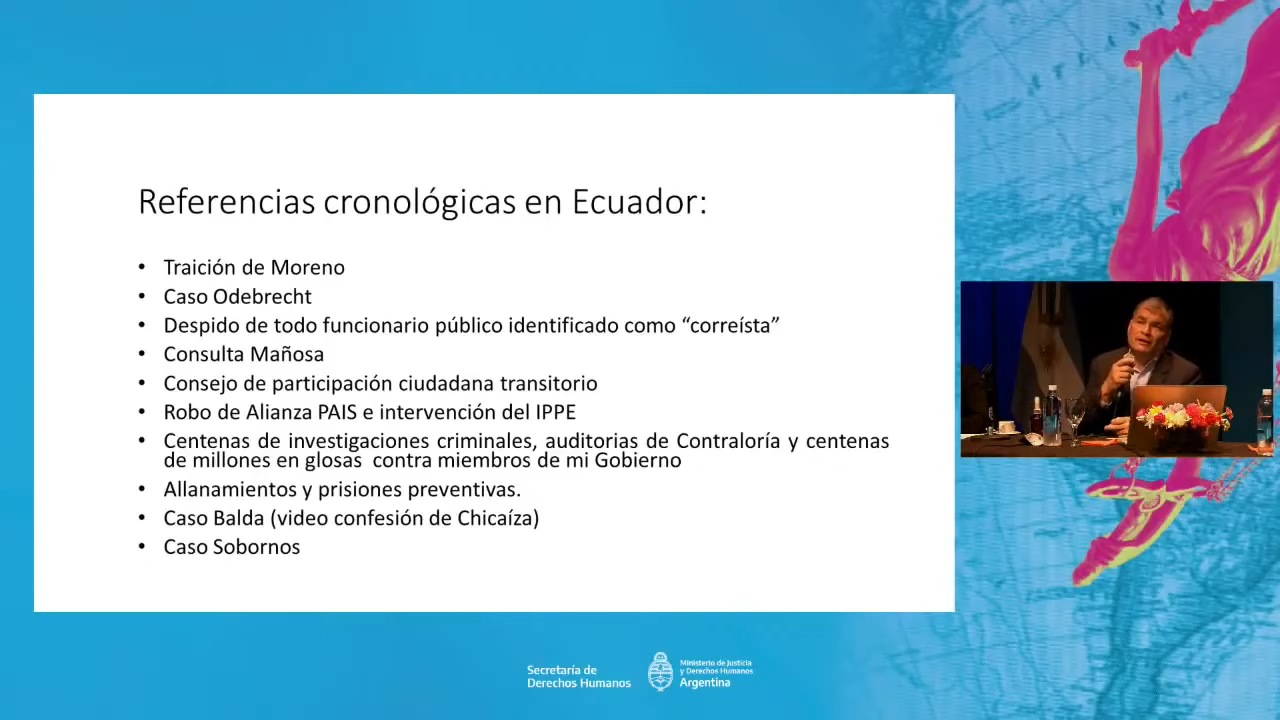 Referencias cronológicas en Ecuador:
• Traición de Moreno
• Caso Odebrecht
• Despido de todo funcionario público identificado como “correísta”
• Consulta Mañosa
• Consejo de participación ciudadana transitorio
• Robo de Alianza PAIS e intervención del IPPE
• Centenas de investigaciones criminales, auditorias de Contraloría y centenas
de millones en glosas  contra miembros de mi Gobierno
• Allanamientos y prisiones preventivas.
• Caso Balda (video confesión de Chicaíza)
• Caso Sobornos
Secretaría de
Derechos Humanos
Ministerio de Justicia
y Derechos Humanos
Argentina